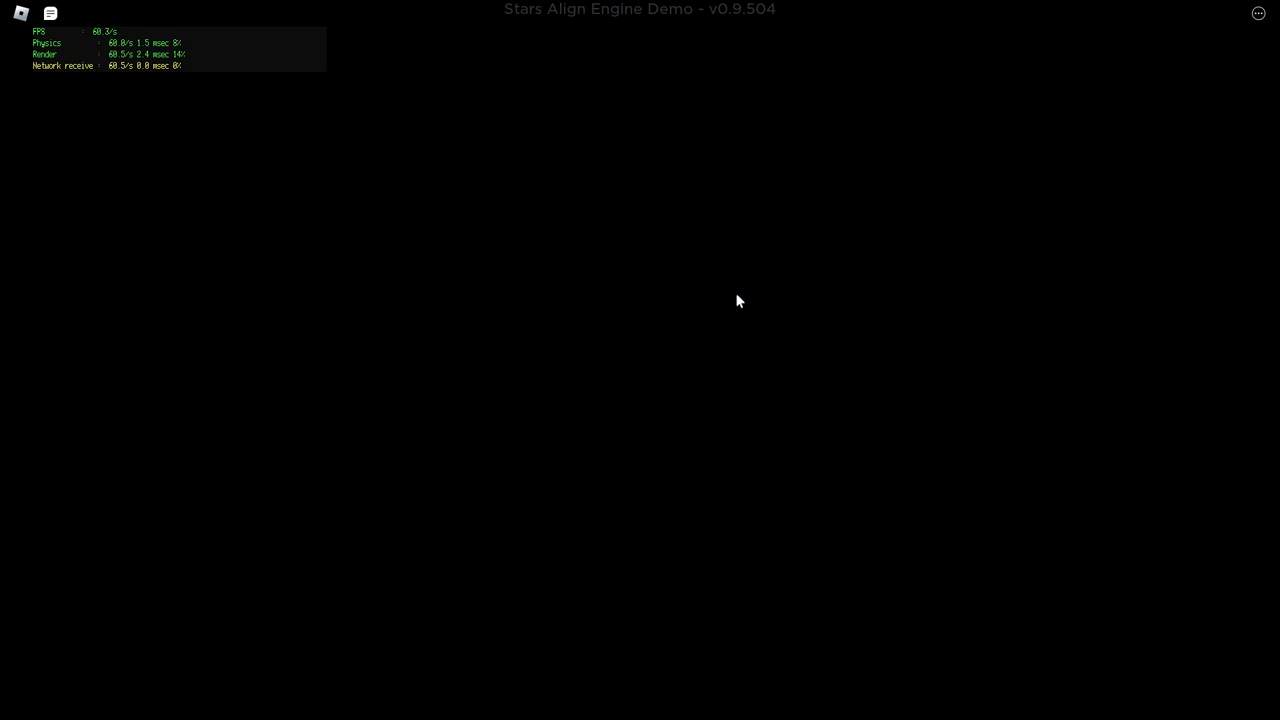 Stars Align Engine Demo - v0.9.504
FPS : 60.3/s
Physics : 60.0/s 1.5 msec 8%
Render : 60.5/s 2.4 msec 14%
Network receive : 60.5/s 0.0 msec 0%